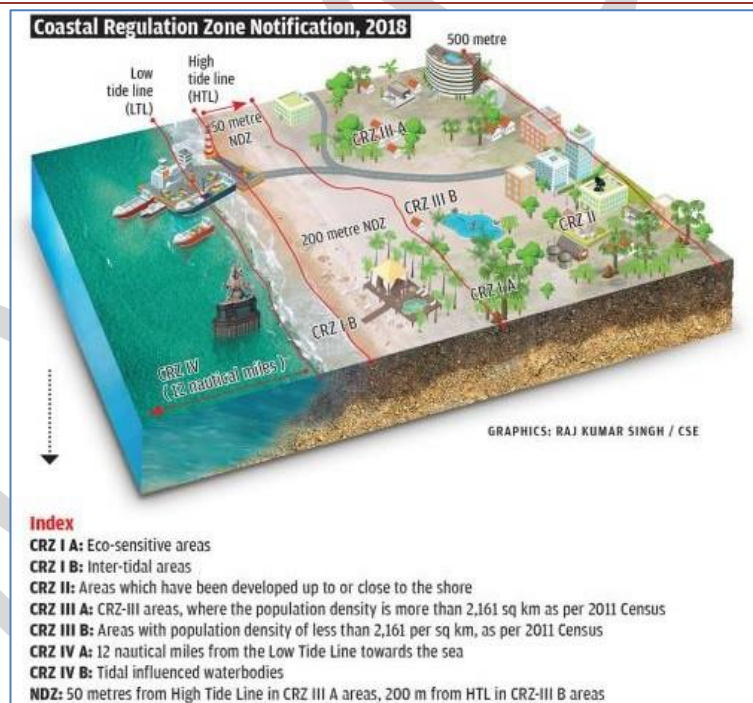 Coastal Regulation Zone Notification, 2018
500 metre
Low
tide line
(LTL)
High
tide line
(HTL)
50 metre
NDZ
CRZ III A
CRZ III B
200 metre NDZ
CRZ II
CRZ I A
CRZ I B
CRZ IV
(12 nautical miles)
GRAPHICS: RAJ KUMAR SINGH / CSE
Index
CRZ I A: Eco-sensitive areas
CRZ I B: Inter-tidal areas
CRZ II: Areas which have been developed up to or close to the shore
CRZ III A: CRZ-III areas, where the population density is more than 2,161 sq km as per 2011 Census
CRZ III B: Areas with population density of less than 2,161 per sq km, as per 2011 Census
CRZ IV A: 12 nautical miles from the Low Tide Line towards the sea
CRZ IV B: Tidal influenced waterbodies
NDZ: 50 metres from High Tide Line in CRZ III A areas, 200 m from HTL in CRZ-III B areas